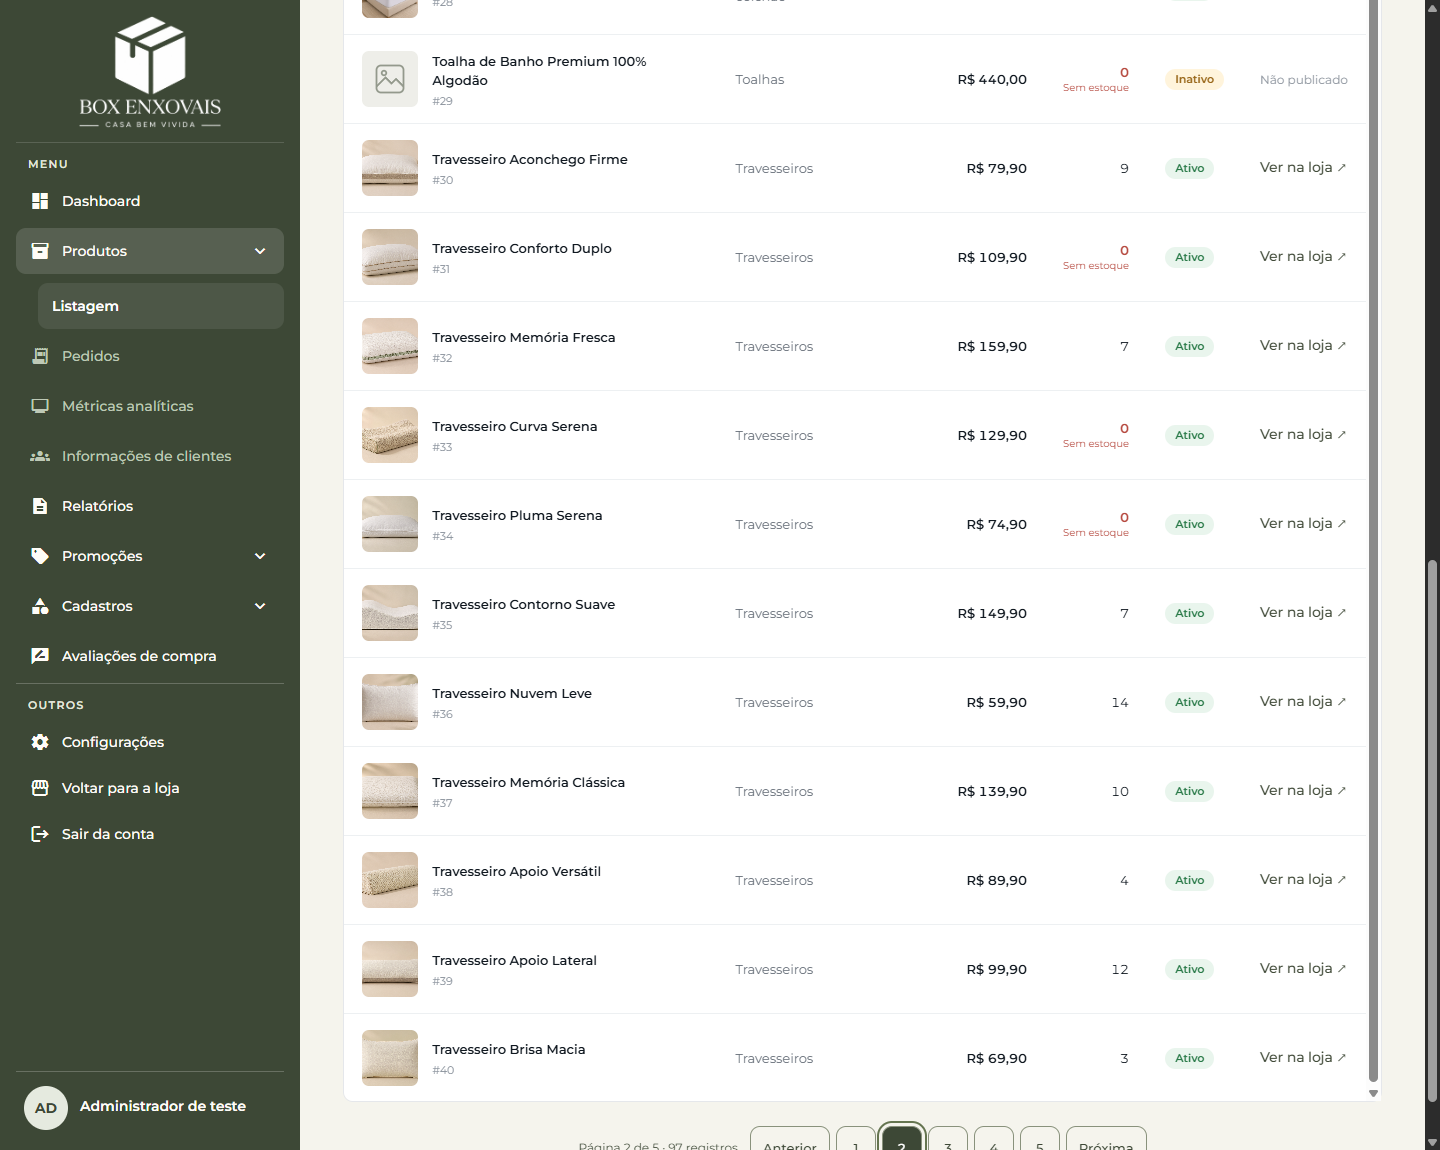 BOX ENXOVAIS
CASA BEM VIVIDA
MENU
Dashboard
Produtos
Listagem
Pedidos
Métricas analíticas
Informações de clientes
Relatórios
Promoções
Cadastros
Avaliações de compra
OUTROS
Configurações
Voltar para a loja
Sair da conta
AD
Administrador de teste
#28
Toalha de Banho Premium 100%
Algodão
#29
Toalhas
R$ 440,00
0
Sem estoque
Inativo
Não publicado
Travesseiro Aconchego Firme
#30
Travesseiros
R$ 79,90
9
Ativo
Ver na loja ↗
Travesseiro Conforto Duplo
#31
Travesseiros
R$ 109,90
0
Sem estoque
Ativo
Ver na loja ↗
Travesseiro Memória Fresca
#32
Travesseiros
R$ 159,90
7
Ativo
Ver na loja ↗
Travesseiro Curva Serena
#33
Travesseiros
R$ 129,90
0
Sem estoque
Ativo
Ver na loja ↗
Travesseiro Pluma Serena
#34
Travesseiros
R$ 74,90
0
Sem estoque
Ativo
Ver na loja ↗
Travesseiro Contorno Suave
#35
Travesseiros
R$ 149,90
7
Ativo
Ver na loja ↗
Travesseiro Nuvem Leve
#36
Travesseiros
R$ 59,90
14
Ativo
Ver na loja ↗
Travesseiro Memória Clássica
#37
Travesseiros
R$ 139,90
10
Ativo
Ver na loja ↗
Travesseiro Apoio Versátil
#38
Travesseiros
R$ 89,90
4
Ativo
Ver na loja ↗
Travesseiro Apoio Lateral
#39
Travesseiros
R$ 99,90
12
Ativo
Ver na loja ↗
Travesseiro Brisa Macia
#40
Travesseiros
R$ 69,90
3
Ativo
Ver na loja ↗
Página 2 de 5 · 97 registros
Anterior
1
2
3
4
5
Próxima